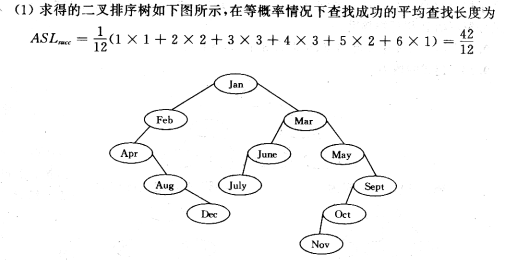 (1) 求得的二叉排序树如下图所示,在等概率情况下查找成功的平均查找长度为
ASLsucc = 1/12 (1 × 1 + 2 × 2 + 3 × 3 + 4 × 3 + 5 × 2 + 6 × 1) = 42/12
Jan
Feb Mar
Apr June May
Aug July Sept
Dec Oct
Nov